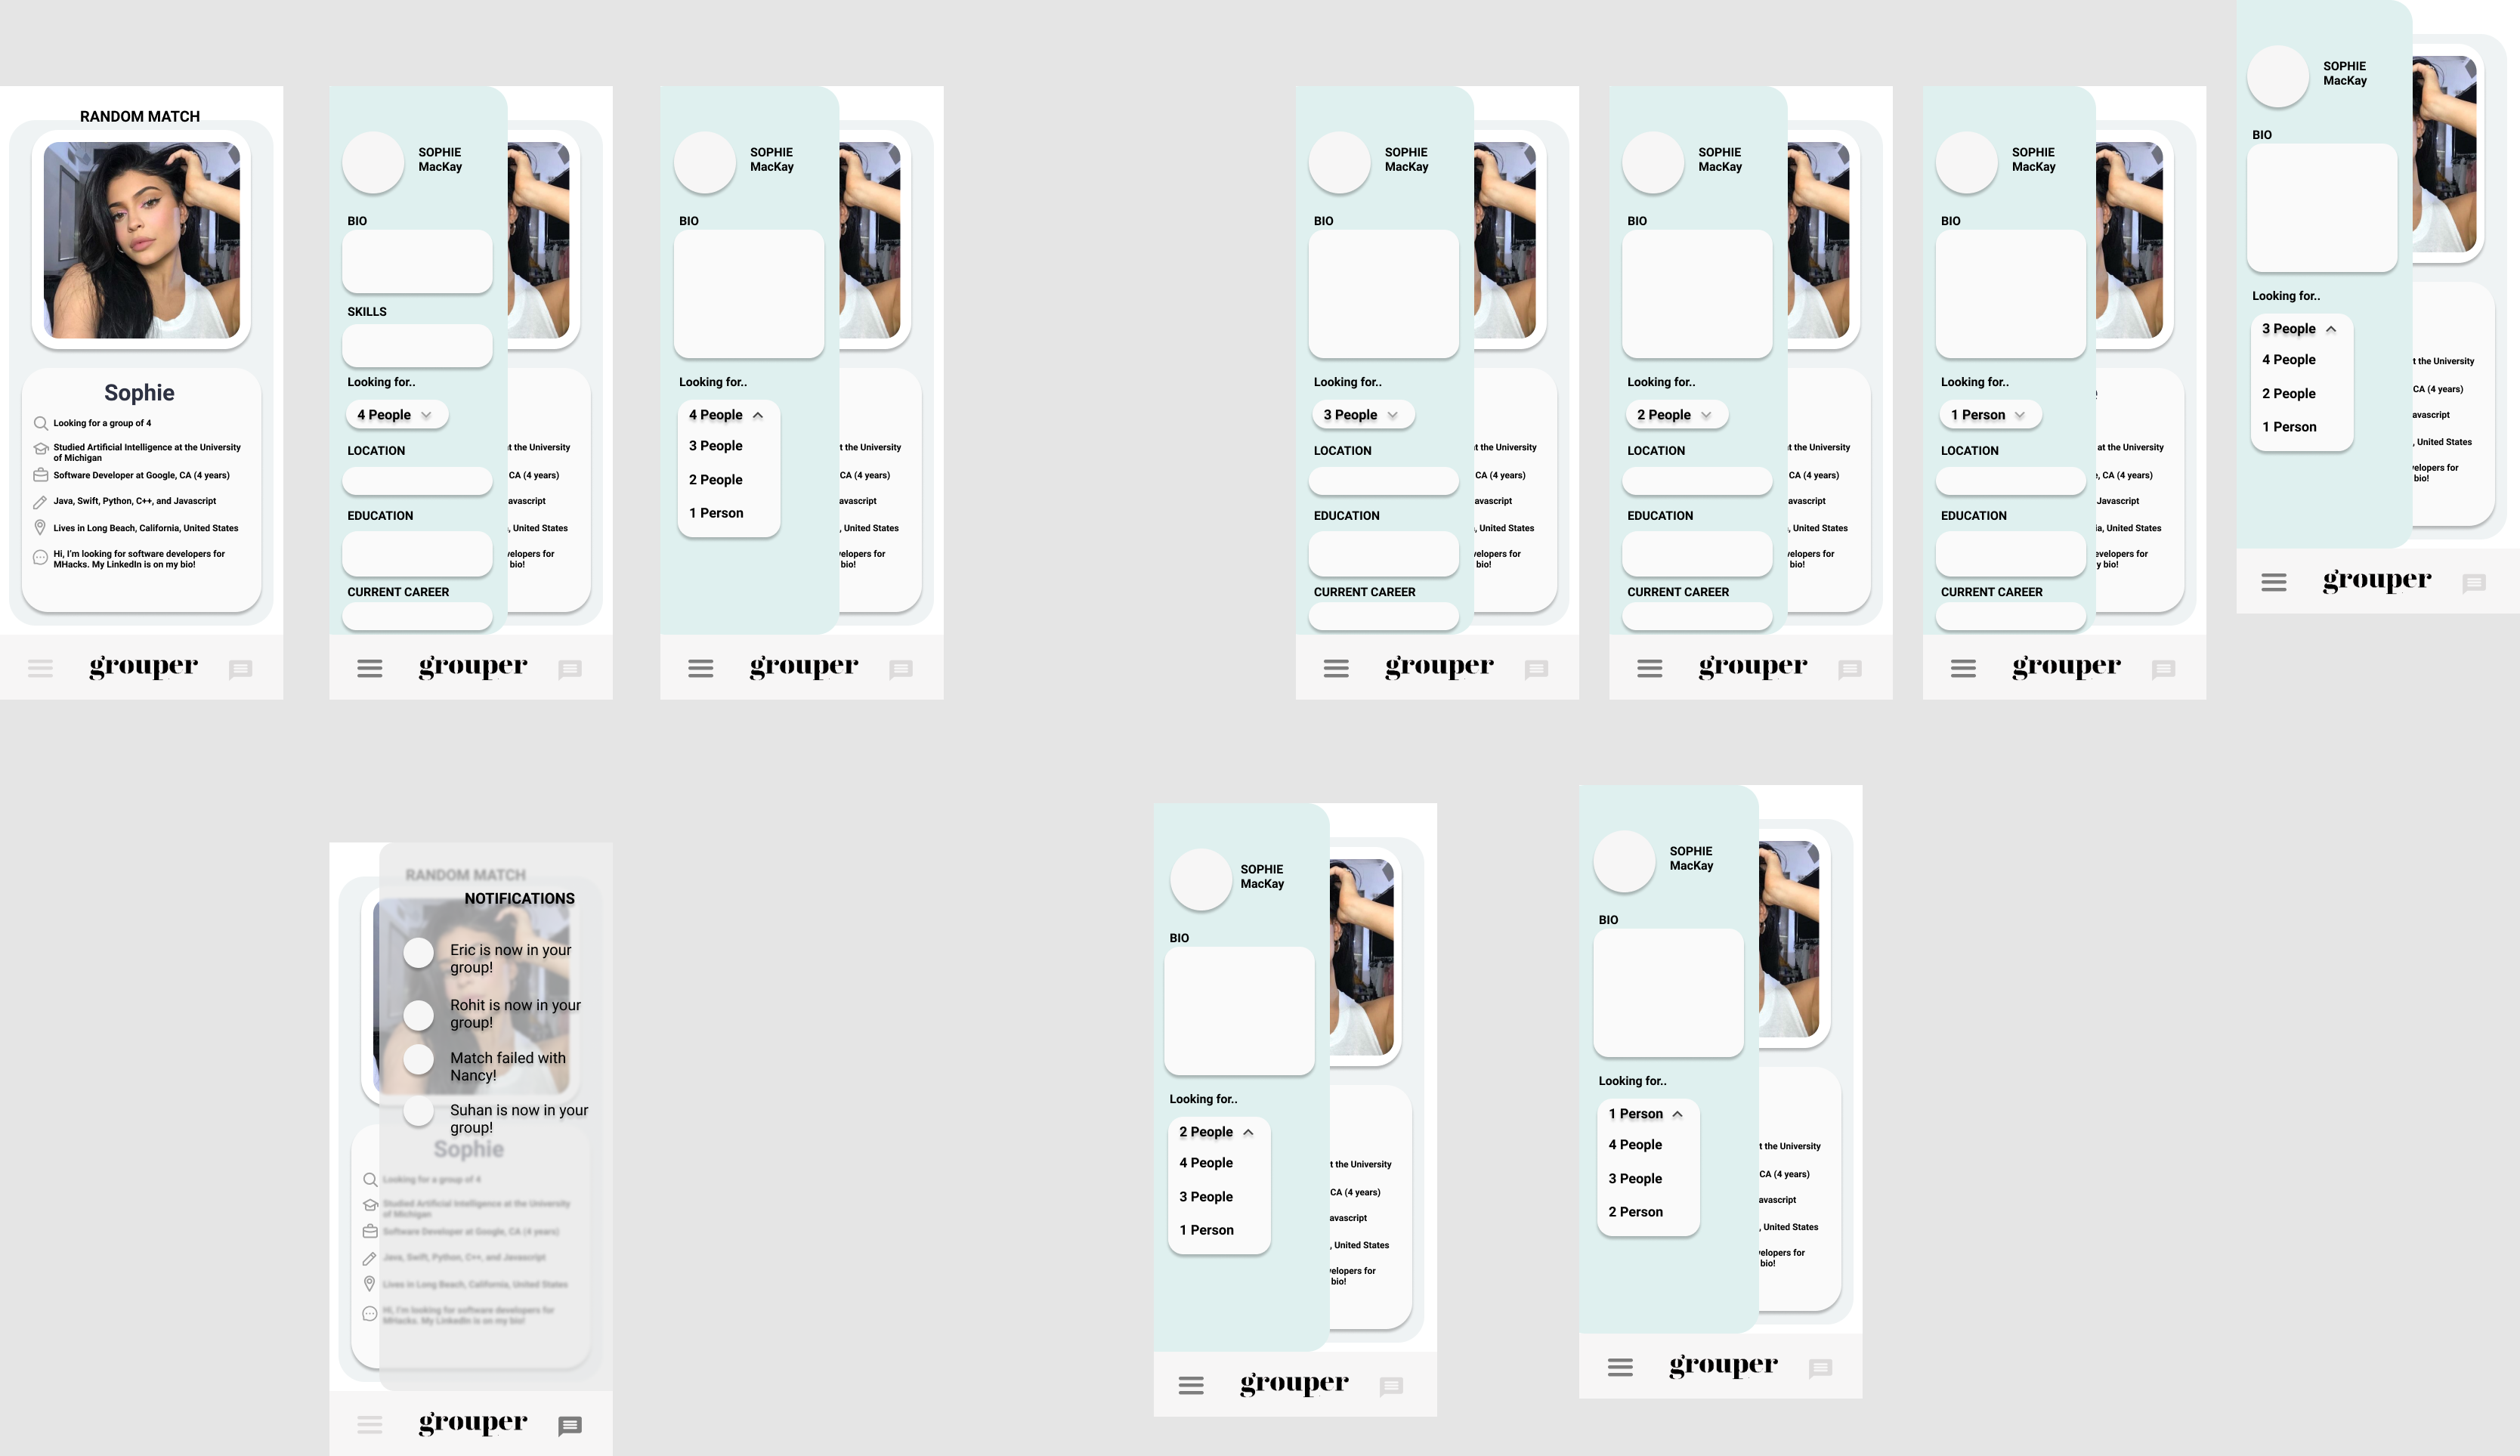 RANDOM MATCH
Sophie
Looking for a group of 4
Studied Artificial Intelligence at the University
of Michigan
Software Developer at Google, CA (4 years)
Java, Swift, Python, C++, and Javascript
Lives in Long Beach, California, United States
Hi, I'm looking for software developers for
MHacks. My LinkedIn is on my bio!
grouper
SOPHIE
MacKay
BIO
SKILLS
Looking for..
4 People
LOCATION
EDUCATION
CURRENT CAREER
at the University
CA (4 years)
avascript
, United States
velopers for
bio!
grouper
SOPHIE
MacKay
BIO
Looking for..
4 People
3 People
2 People
1 Person
t the University
CA (4 years)
avascript
, United States
velopers for
bio!
grouper
SOPHIE
MacKay
BIO
Looking for..
3 People
LOCATION
EDUCATION
CURRENT CAREER
t the University
CA (4 years)
avascript
, United States
velopers for
bio!
grouper
SOPHIE
MacKay
BIO
Looking for..
2 People
LOCATION
EDUCATION
CURRENT CAREER
t the University
CA (4 years)
avascript
, United States
velopers for
bio!
grouper
SOPHIE
MacKay
BIO
Looking for..
1 Person
LOCATION
EDUCATION
CURRENT CAREER
at the University
, CA (4 years)
Javascript
ia, United States
evelopers for
y bio!
grouper
SOPHIE
MacKay
BIO
Looking for..
3 People
4 People
2 People
1 Person
t the University
CA (4 years)
avascript
, United States
velopers for
bio!
grouper
RANDOM MATCH
NOTIFICATIONS
Eric is now in your
group!
Rohit is now in your
group!
Match failed with
Nancy!
Suhan is now in your
group!
Sophie
Looking for a group of 4
Studied Artificial Intelligence at the University
of Michigan
Software Developer at Google, CA (4 years)
Java, Swift, Python, C++, and Javascript
Lives in Long Beach, California, United States
Hi, I'm looking for software developers for
MHacks. My LinkedIn is on my bio!
grouper
SOPHIE
MacKay
BIO
Looking for..
2 People
4 People
3 People
1 Person
t the University
CA (4 years)
avascript
, United States
velopers for
bio!
grouper
SOPHIE
MacKay
BIO
Looking for..
1 Person
4 People
3 People
2 Person
t the University
CA (4 years)
avascript
, United States
velopers for
bio!
grouper